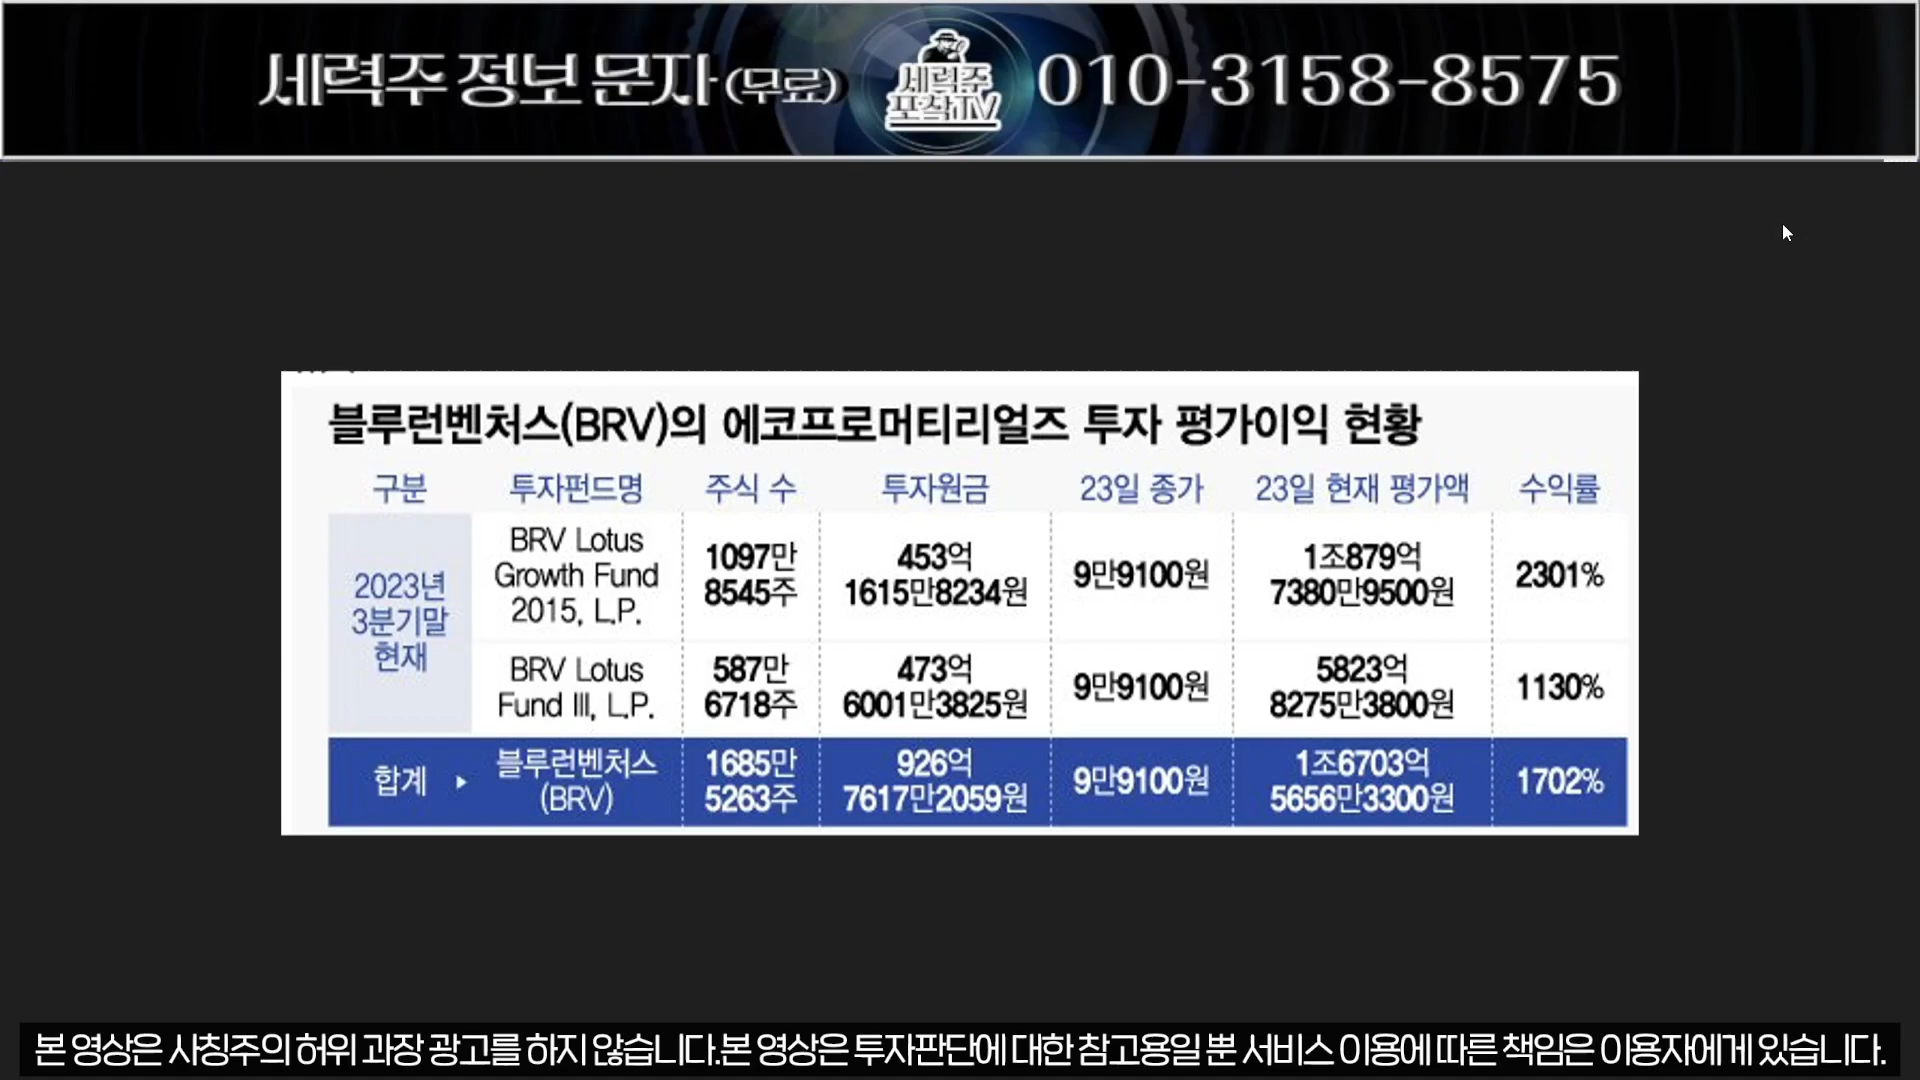 세력주 정보 문자 (무료) 세력주 포착TV 010-3158-8575
블루런벤처스(BRV)의 에코프로머티리얼즈 투자 평가이익 현황
구분 투자펀드명 주식 수 투자원금 23일 종가 23일 현재 평가액 수익률
2023년
3분기말
현재
BRV Lotus
Growth Fund
2015, L.P.
1097만
8545주
453억
1615만8234원
9만9100원
1조879억
7380만9500원
2301%
BRV Lotus
Fund III, L.P.
587만
6718주
473억
6001만3825원
9만9100원
5823억
8275만3800원
1130%
합계 ▶
블루런벤처스
(BRV)
1685만
5263주
926억
7617만2059원
9만9100원
1조6703억
5656만3300원
1702%
본 영상은 사칭주의 허위 과장 광고를 하지 않습니다.본 영상은 투자판단에 대한 참고용일 뿐 서비스 이용에 따른 책임은 이용자에게 있습니다.